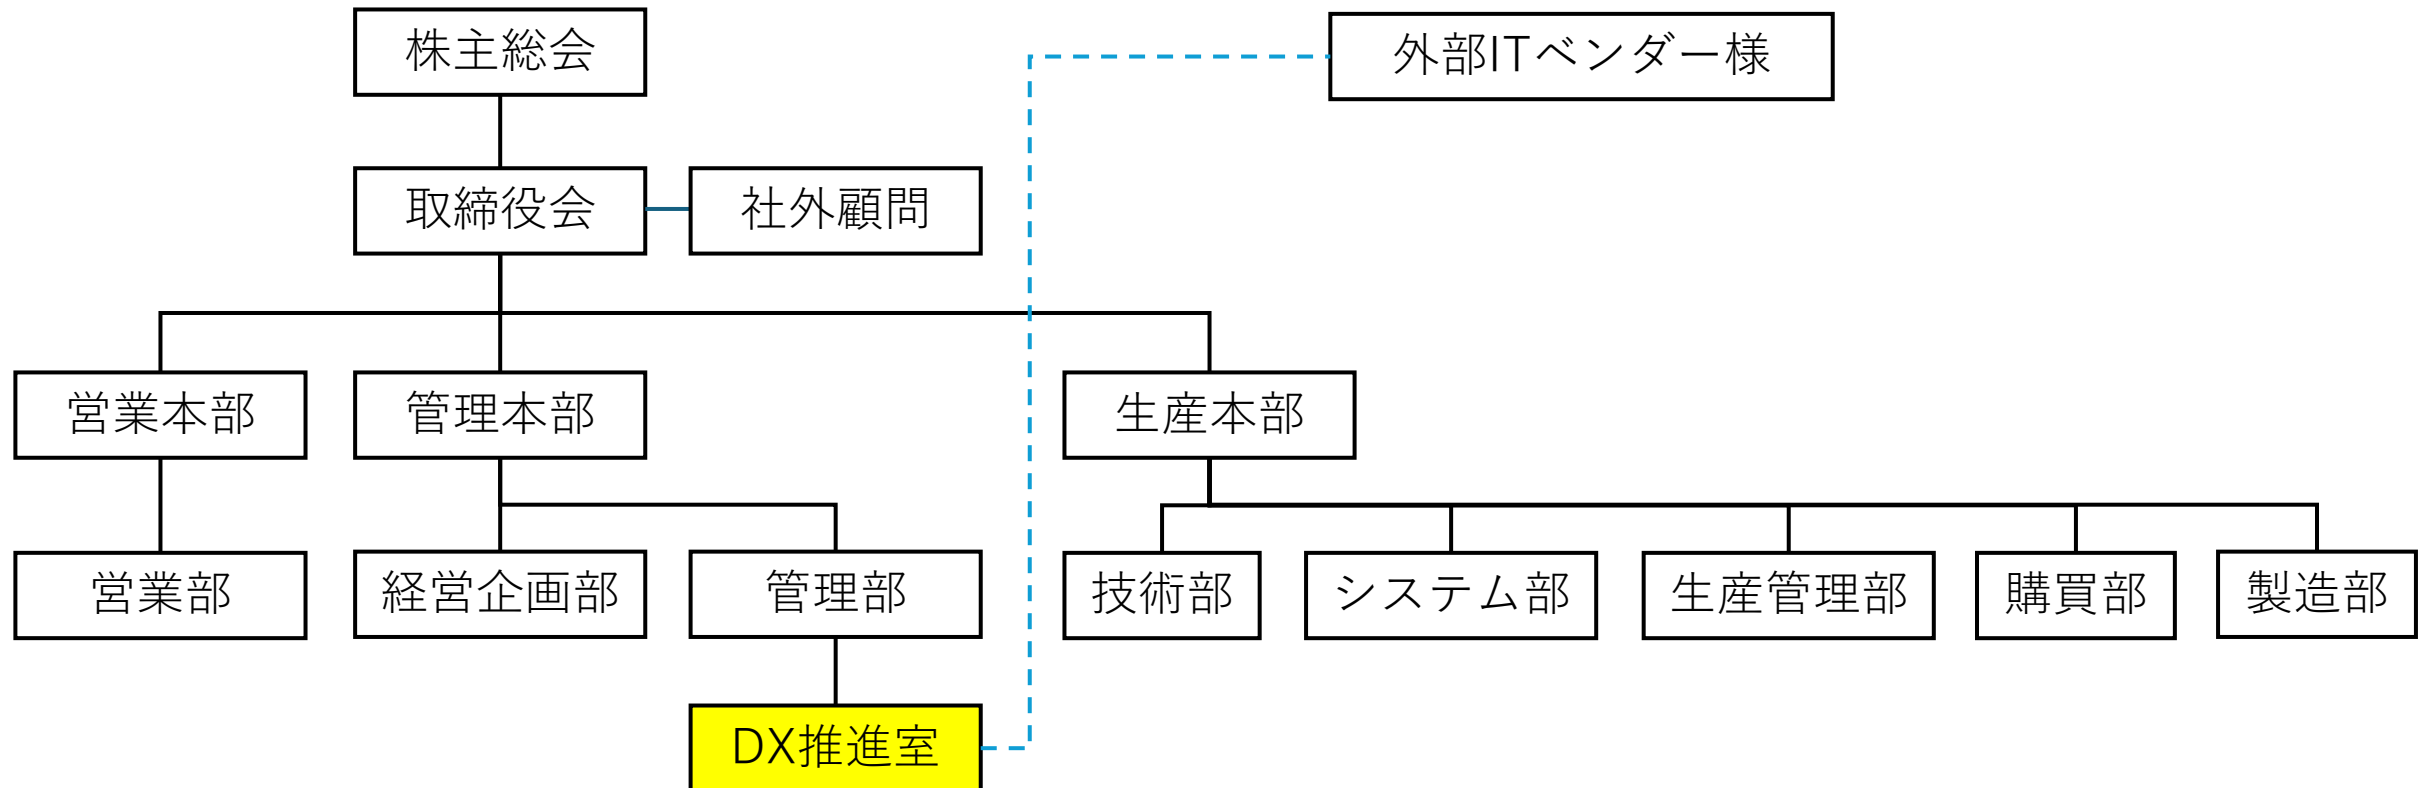 株主総会
外部ITベンダー様
取締役会
社外顧問
営業本部
管理本部
生産本部
営業部
経営企画部
管理部
技術部
システム部
生産管理部
購買部
製造部
DX推進室